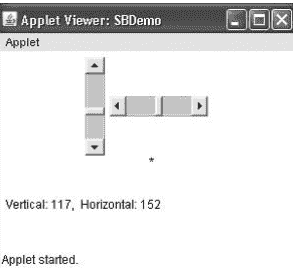 Applet Viewer: SBDemo
Applet
*
Vertical: 117, Horizontal: 152
Applet started.